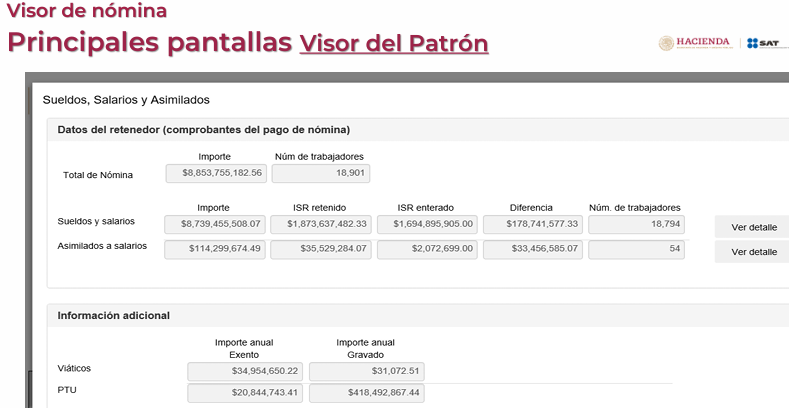 Visor de nómina
Principales pantallas Visor del Patrón
HACIENDA SAT
Sueldos, Salarios y Asimilados
Datos del retenedor (comprobantes del pago de nómina)
Importe Núm de trabajadores
Total de Nómina $8,853,755,182.56 18,901
Importe ISR retenido ISR enterado Diferencia Núm. de trabajadores
Sueldos y salarios $8,739,455,508.07 $1,873,637,482.33 $1,694,895,905.00 $178,741,577.33 18,794 Ver detalle
Asimilados a salarios $114,299,674.49 $35,529,284.07 $2,072,699.00 $33,456,585.07 54 Ver detalle
Información adicional
Importe anual Importe anual
Exento Gravado
Viáticos $34,954,650.22 $31,072.51
PTU $20,844,743.41 $418,492,867.44